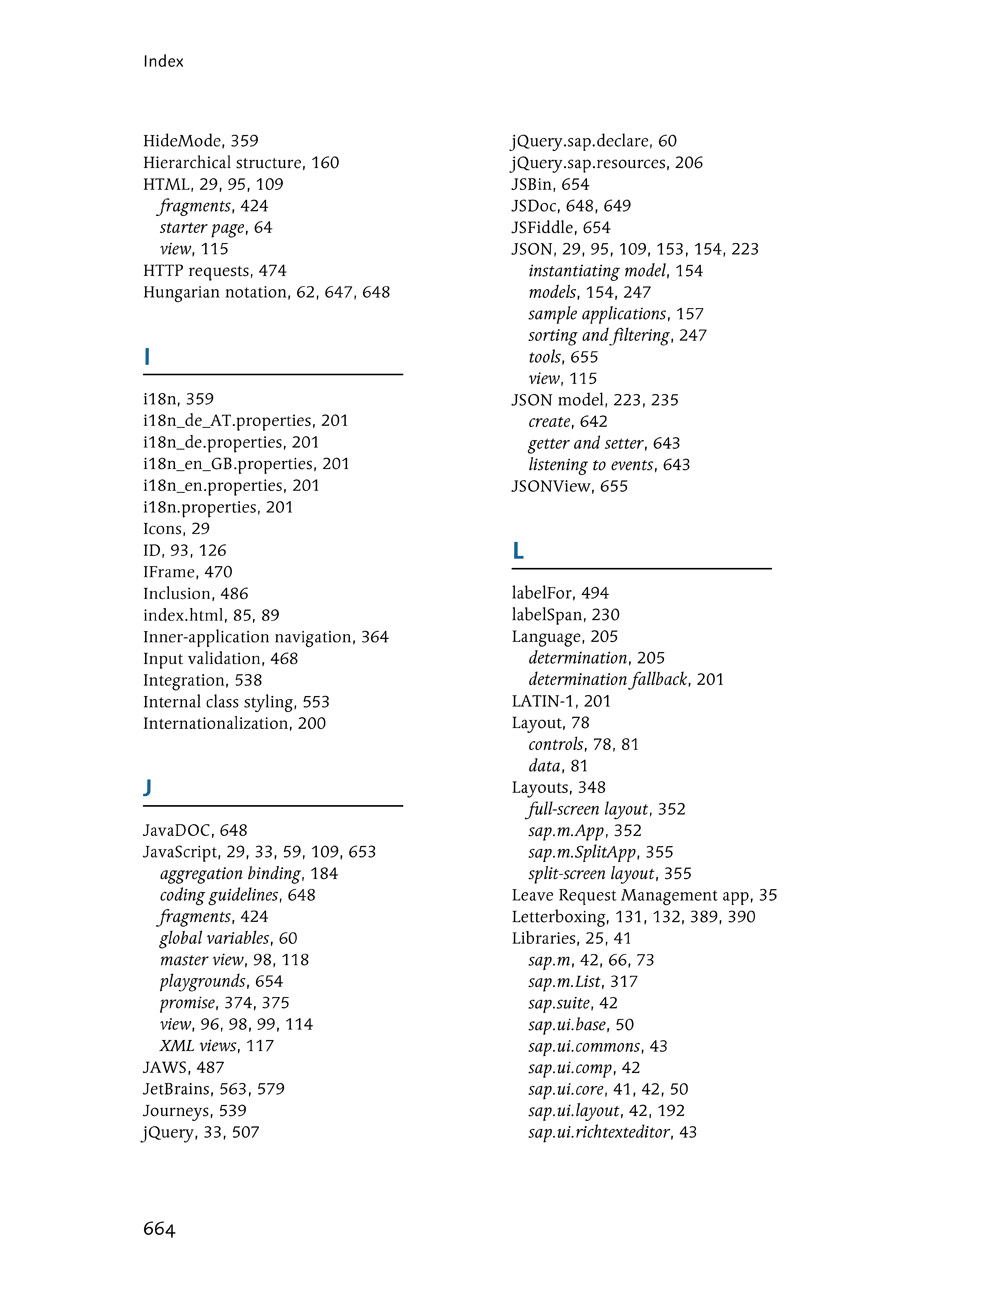 Index
HideMode, 359
Hierarchical structure, 160
HTML, 29, 95, 109
fragments, 424
starter page, 64
view, 115
HTTP requests, 474
Hungarian notation, 62, 647, 648
I
i18n, 359
i18n_de_AT.properties, 201
i18n_de.properties, 201
i18n_en_GB.properties, 201
i18n_en.properties, 201
i18n.properties, 201
Icons, 29
ID, 93, 126
IFrame, 470
Inclusion, 486
index.html, 85, 89
Inner-application navigation, 364
Input validation, 468
Integration, 538
Internal class styling, 553
Internationalization, 200
J
JavaDOC, 648
JavaScript, 29, 33, 59, 109, 653
aggregation binding, 184
coding guidelines, 648
fragments, 424
global variables, 60
master view, 98, 118
playgrounds, 654
promise, 374, 375
view, 96, 98, 99, 114
XML views, 117
JAWS, 487
JetBrains, 563, 579
Journeys, 539
jQuery, 33, 507
jQuery.sap.declare, 60
jQuery.sap.resources, 206
JSBin, 654
JSDoc, 648, 649
JSFiddle, 654
JSON, 29, 95, 109, 153, 154, 223
instantiating model, 154
models, 154, 247
sample applications, 157
sorting and filtering, 247
tools, 655
view, 115
JSON model, 223, 235
create, 642
getter and setter, 643
listening to events, 643
JSONView, 655
L
labelFor, 494
labelSpan, 230
Language, 205
determination, 205
determination fallback, 201
LATIN-1, 201
Layout, 78
controls, 78, 81
data, 81
Layouts, 348
full-screen layout, 352
sap.m.App, 352
sap.m.SplitApp, 355
split-screen layout, 355
Leave Request Management app, 35
Letterboxing, 131, 132, 389, 390
Libraries, 25, 41
sap.m, 42, 66, 73
sap.m.List, 317
sap.suite, 42
sap.ui.base, 50
sap.ui.commons, 43
sap.ui.comp, 42
sap.ui.core, 41, 42, 50
sap.ui.layout, 42, 192
sap.ui.richtexteditor, 43
664